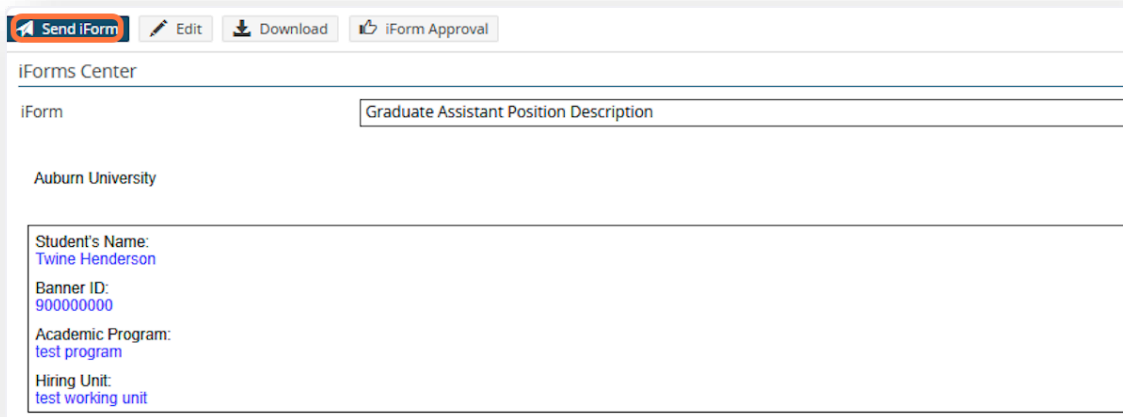 Send iForm Edit Download iForm Approval
iForms Center
iForm Graduate Assistant Position Description
Auburn University
Student's Name:
Twine Henderson
Banner ID:
900000000
Academic Program:
test program
Hiring Unit:
test working unit